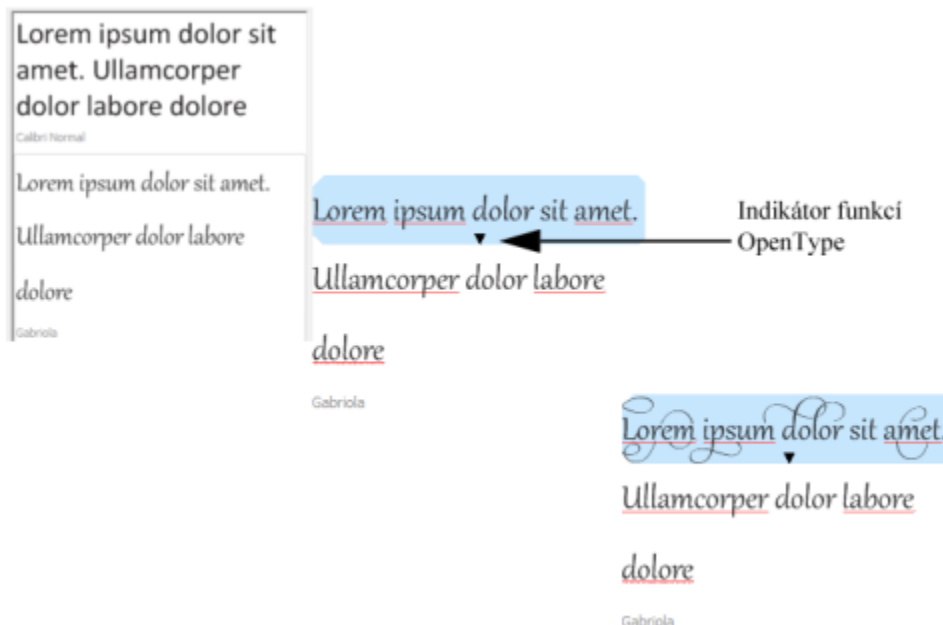 Lorem ipsum dolor sit
amet. Ullamcorper
dolor labore dolore
Calibri Normal
Lorem ipsum dolor sit amet.
Ullamcorper dolor labore
dolore
Gabriola
Lorem ipsum dolor sit amet.
Ullamcorper dolor labore
dolore
Gabriola
Indikátor funkcí
OpenType
Lorem ipsum dolor sit amet.
Ullamcorper dolor labore
dolore
Gabriola